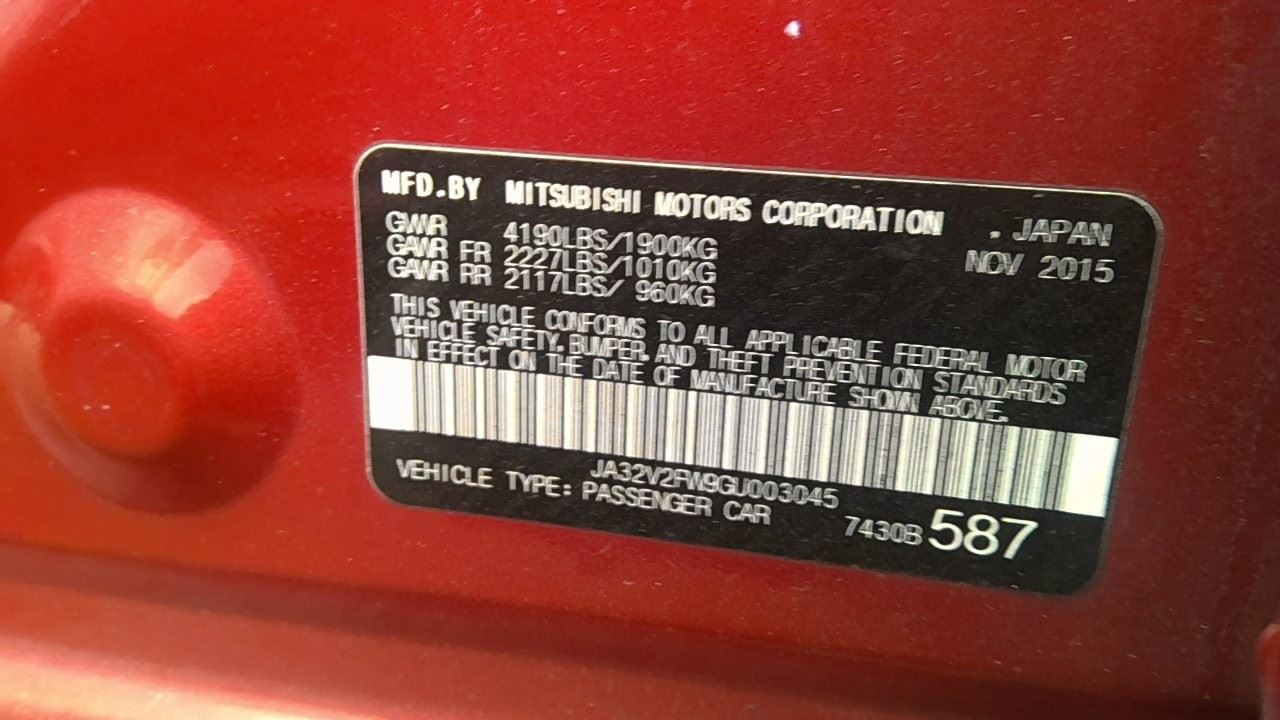 MFD.BY MITSUBISHI MOTORS CORPORATION . JAPAN
GVWR 4190LBS/1900KG NOV 2015
GAWR FR 2227LBS/1010KG
GAWR RR 2117LBS/ 960KG
THIS VEHICLE CONFORMS TO ALL APPLICABLE FEDERAL MOTOR
VEHICLE SAFETY, BUMPER, AND THEFT PREVENTION STANDARDS
IN EFFECT ON THE DATE OF MANUFACTURE SHOWN ABOVE.
JA32V2FW9GU003045
VEHICLE TYPE: PASSENGER CAR 7430B 587